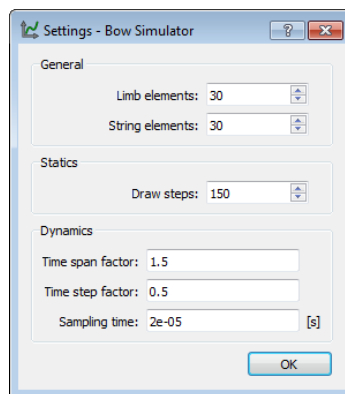 Settings - Bow Simulator
General
Limb elements: 30
String elements: 30
Statics
Draw steps: 150
Dynamics
Time span factor: 1.5
Time step factor: 0.5
Sampling time: 2e-05 [s]
OK